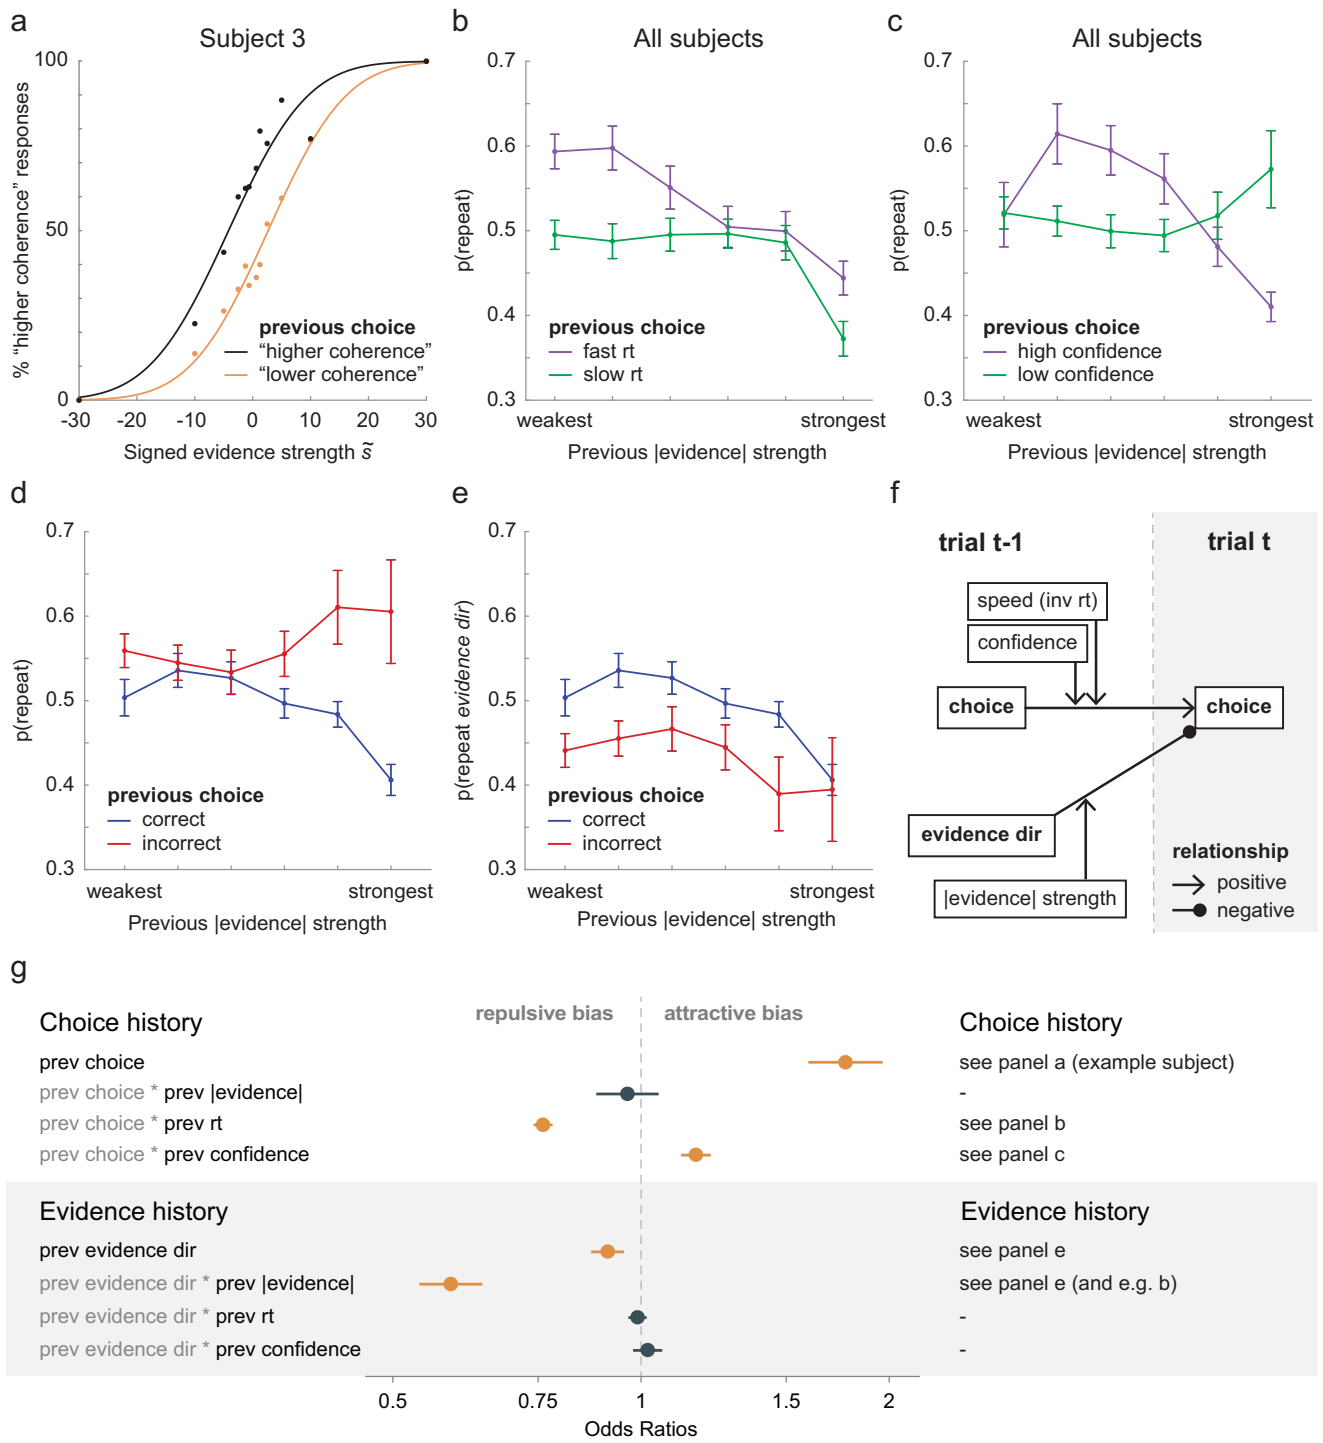 a
Subject 3
% “higher coherence” responses
100
50
0
-30
-20
-10
0
10
20
30
Signed evidence strength s̃
previous choice
“higher coherence”
“lower coherence”
b
All subjects
p(repeat)
0.7
0.6
0.5
0.4
0.3
previous choice
fast rt
slow rt
weakest
strongest
Previous |evidence| strength
c
All subjects
p(repeat)
0.7
0.6
0.5
0.4
0.3
previous choice
high confidence
low confidence
weakest
strongest
Previous |evidence| strength
d
p(repeat)
0.7
0.6
0.5
0.4
0.3
previous choice
correct
incorrect
weakest
strongest
Previous |evidence| strength
e
p(repeat evidence dir)
0.7
0.6
0.5
0.4
0.3
previous choice
correct
incorrect
weakest
strongest
Previous |evidence| strength
f
trial t-1
trial t
speed (inv rt)
confidence
choice
choice
evidence dir
|evidence| strength
relationship
positive
negative
g
repulsive bias
attractive bias
Choice history
Choice history
prev choice
see panel a (example subject)
prev choice * prev |evidence|
-
prev choice * prev rt
see panel b
prev choice * prev confidence
see panel c
Evidence history
Evidence history
prev evidence dir
see panel e
prev evidence dir * prev |evidence|
see panel e (and e.g. b)
prev evidence dir * prev rt
-
prev evidence dir * prev confidence
-
0.5
0.75
1
1.5
2
Odds Ratios